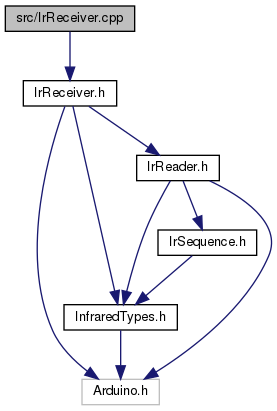 src/IrReceiver.cpp
IrReceiver.h
IrReader.h
IrSequence.h
InfraredTypes.h
Arduino.h